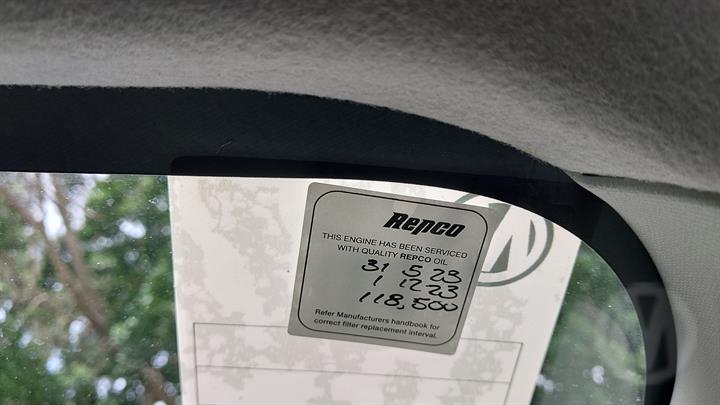 Repco
THIS ENGINE HAS BEEN SERVICED
WITH QUALITY REPCO OIL
31 5 23
1 12 23
118,500
Refer Manufacturers handbook for
correct filter replacement interval.